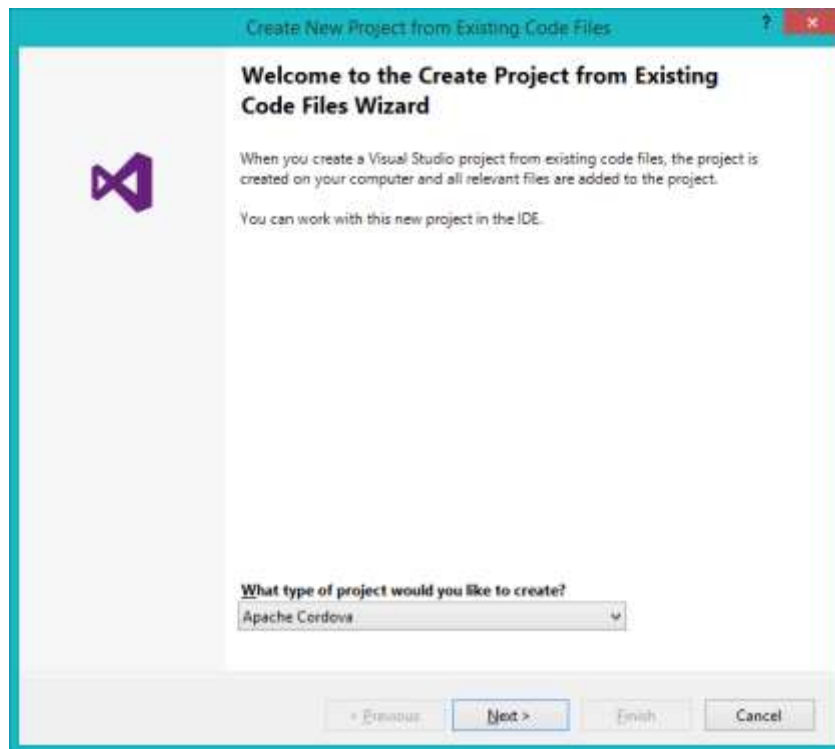 Create New Project from Existing Code Files
?
Welcome to the Create Project from Existing
Code Files Wizard
When you create a Visual Studio project from existing code files, the project is
created on your computer and all relevant files are added to the project.
You can work with this new project in the IDE.
What type of project would you like to create?
Apache Cordova
< Previous
Next >
Finish
Cancel